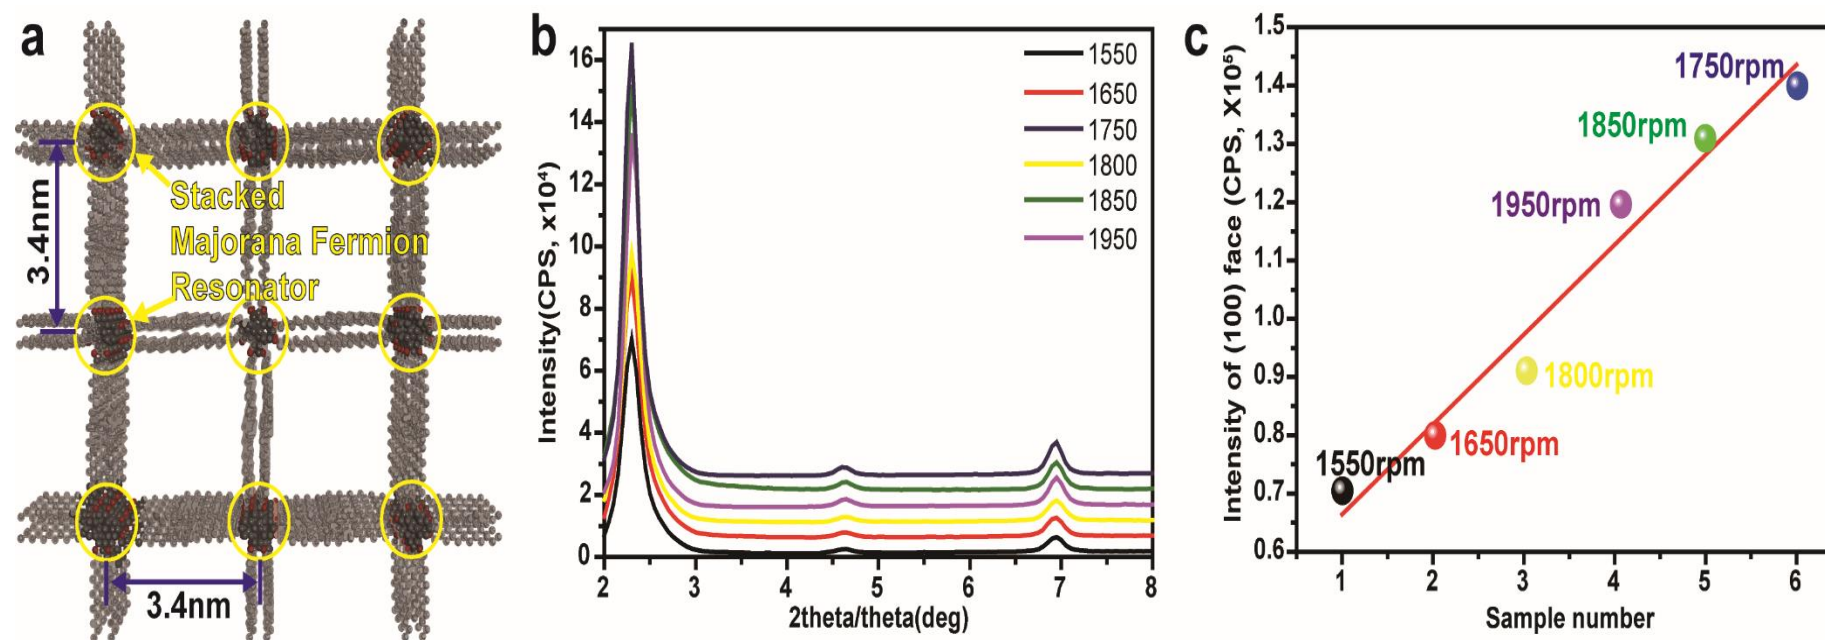 a
3.4nm
Stacked
Majorana Fermion
Resonator
3.4nm
b
Intensity(CPS, x10⁴)
16
14
12
10
8
6
4
2
0
2
3
4
5
6
7
8
2theta/theta(deg)
1550
1650
1750
1800
1850
1950
c
Intensity of (100) face (CPS, X10⁵)
1.5
1.4
1.3
1.2
1.1
1.0
0.9
0.8
0.7
0.6
1750rpm
1850rpm
1950rpm
1800rpm
1650rpm
1550rpm
1
2
3
4
5
6
Sample number